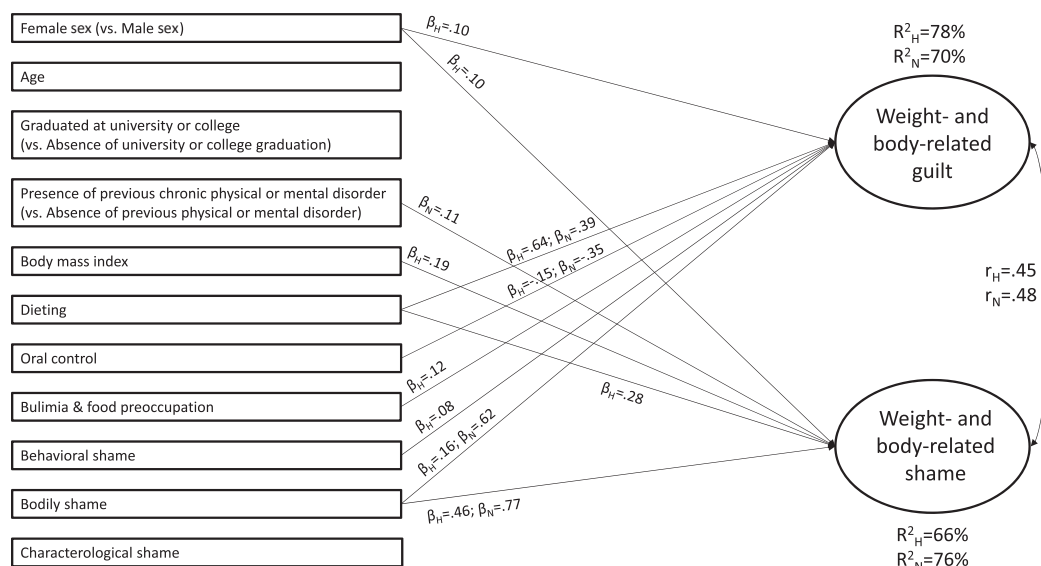 Female sex (vs. Male sex)
Age
Graduated at university or college
(vs. Absence of university or college graduation)
Presence of previous chronic physical or mental disorder
(vs. Absence of previous physical or mental disorder)
Body mass index
Dieting
Oral control
Bulimia & food preoccupation
Behavioral shame
Bodily shame
Characterological shame
βH=.10
βH=.10
βN=.11
βH=.19
βH=.64; βN=.39
βH=-.15; βN=-.35
βH=.12
βH=.28
βH=.08
βH=.16; βN=.62
βH=.46; βN=.77
R²H=78%
R²N=70%
Weight- and
body-related
guilt
rH=.45
rN=.48
Weight- and
body-related
shame
R²H=66%
R²N=76%